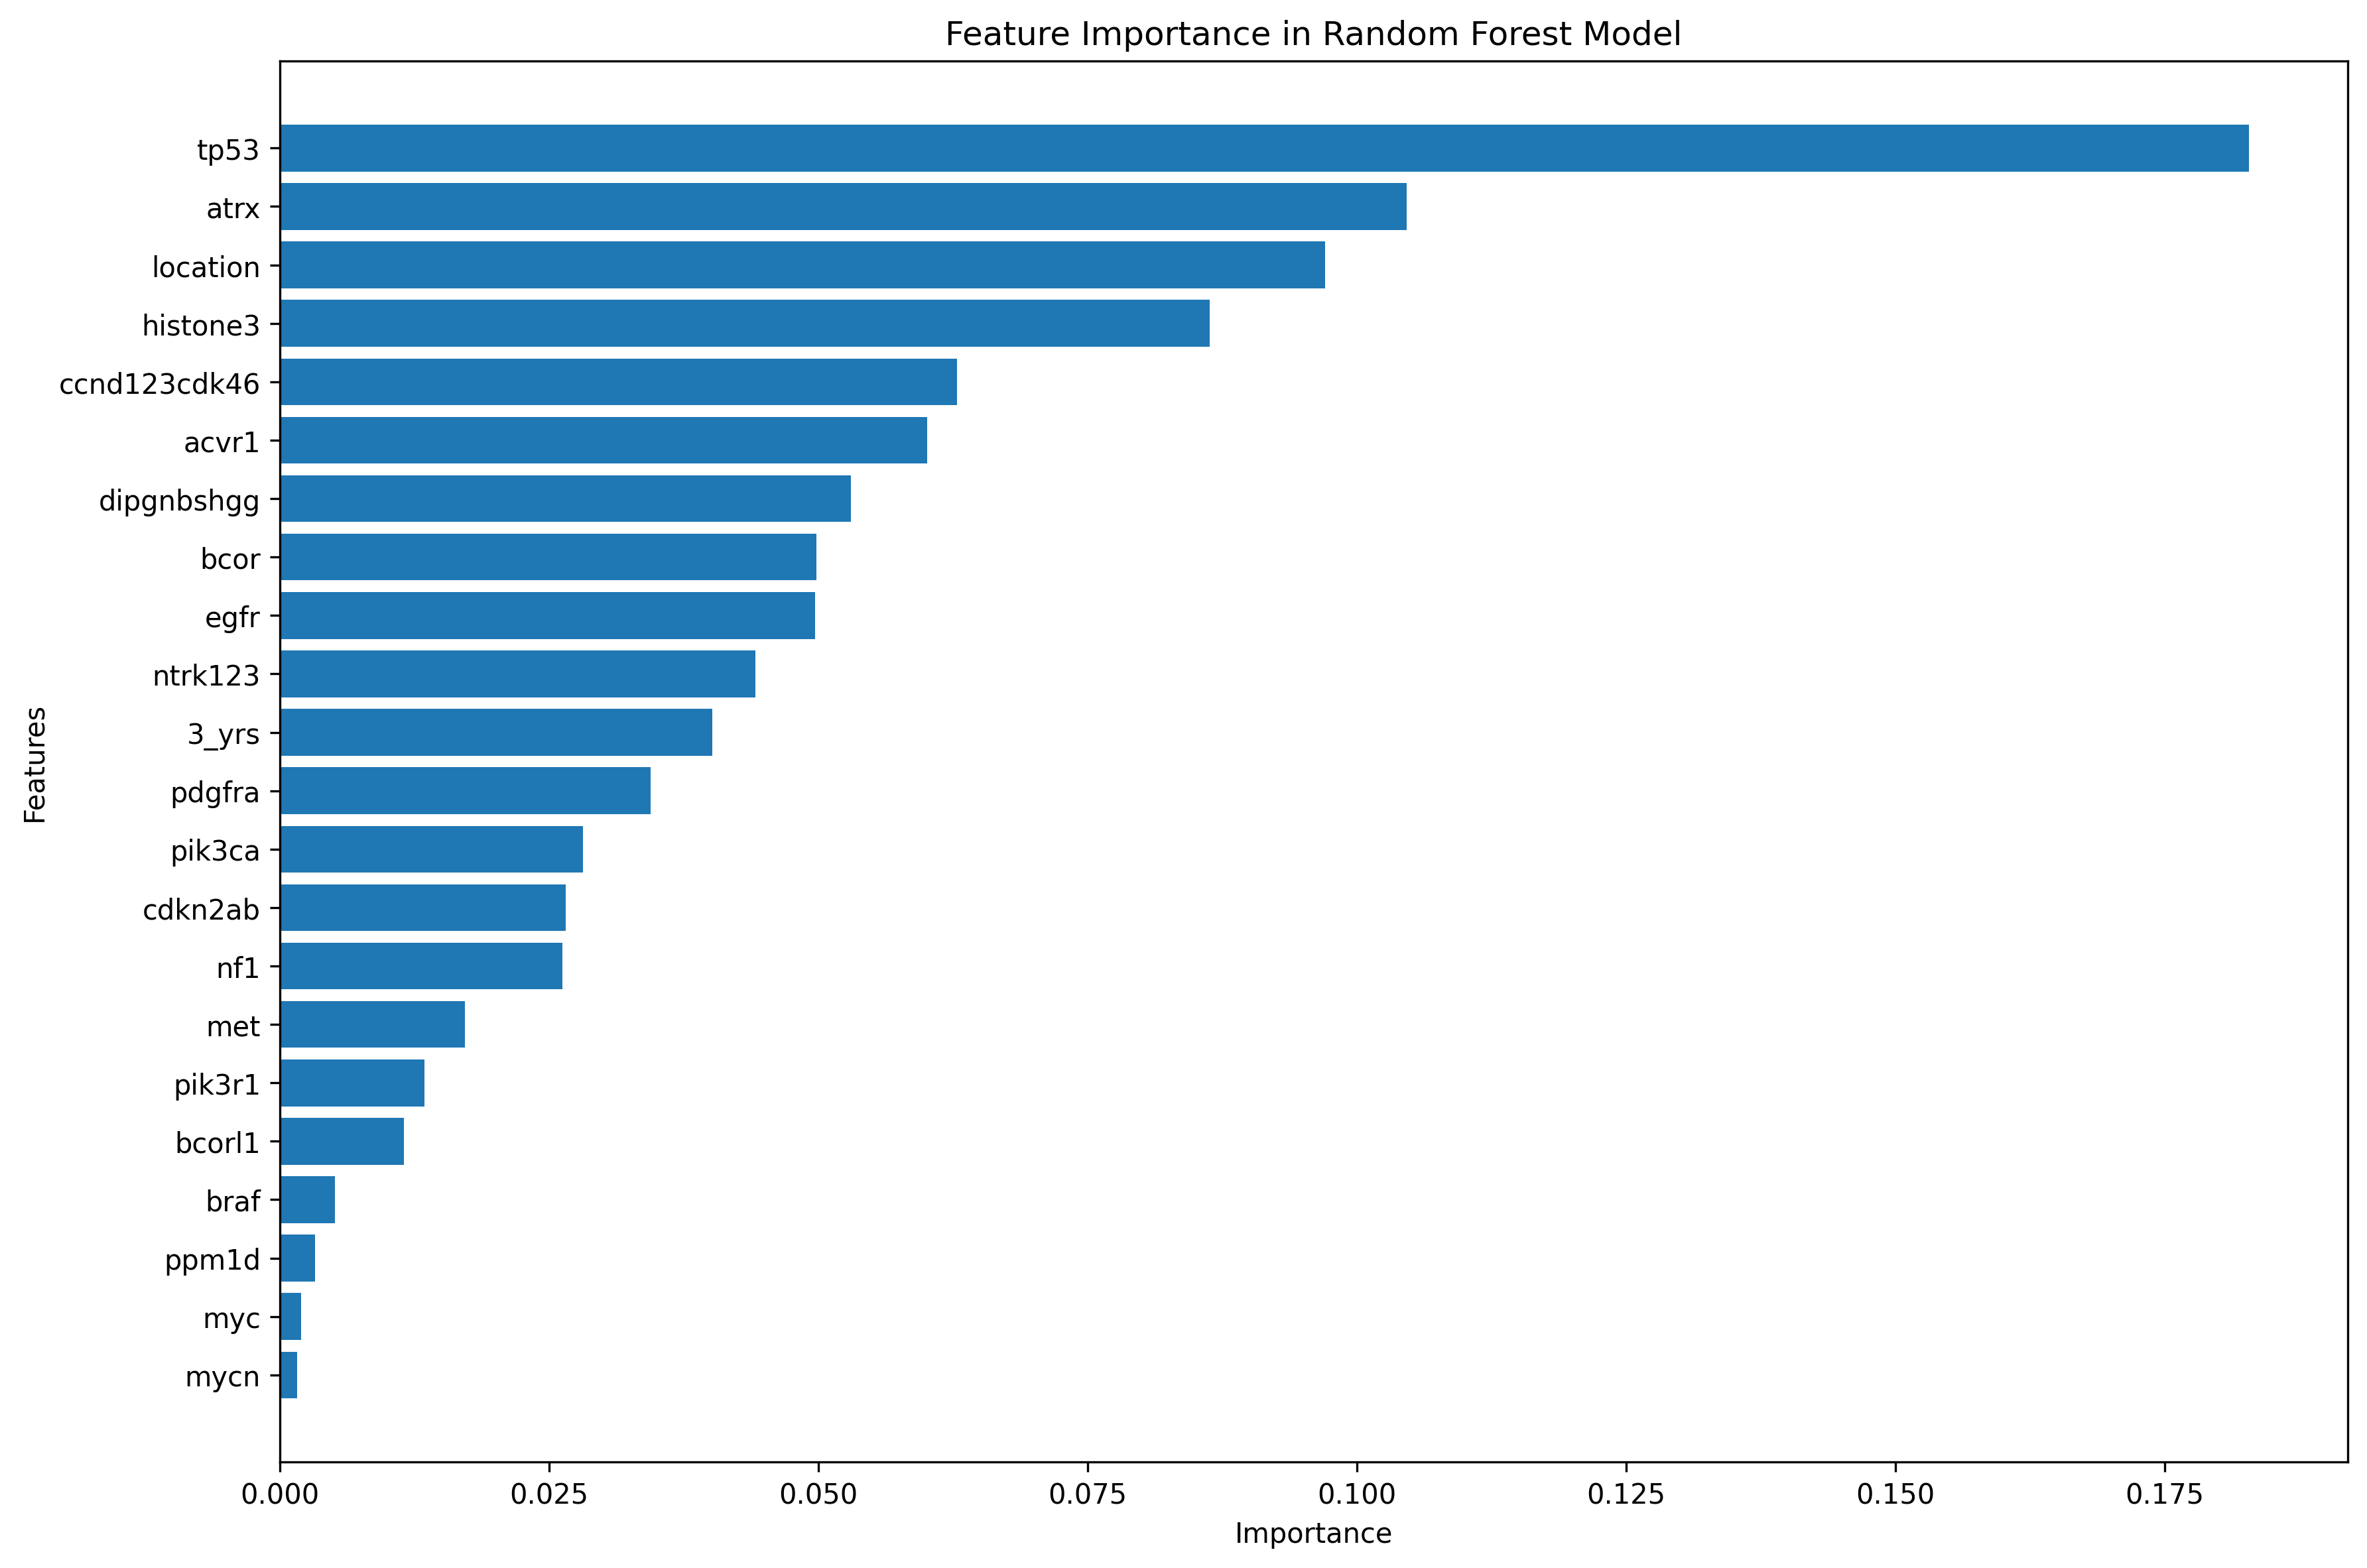 Feature Importance in Random Forest Model
tp53
atrx
location
histone3
ccnd123cdk46
acvr1
dipgnbshgg
bcor
egfr
ntrk123
3_yrs
pdgfra
pik3ca
cdkn2ab
nf1
met
pik3r1
bcorl1
braf
ppm1d
myc
mycn
Features
0.000 0.025 0.050 0.075 0.100 0.125 0.150 0.175
Importance